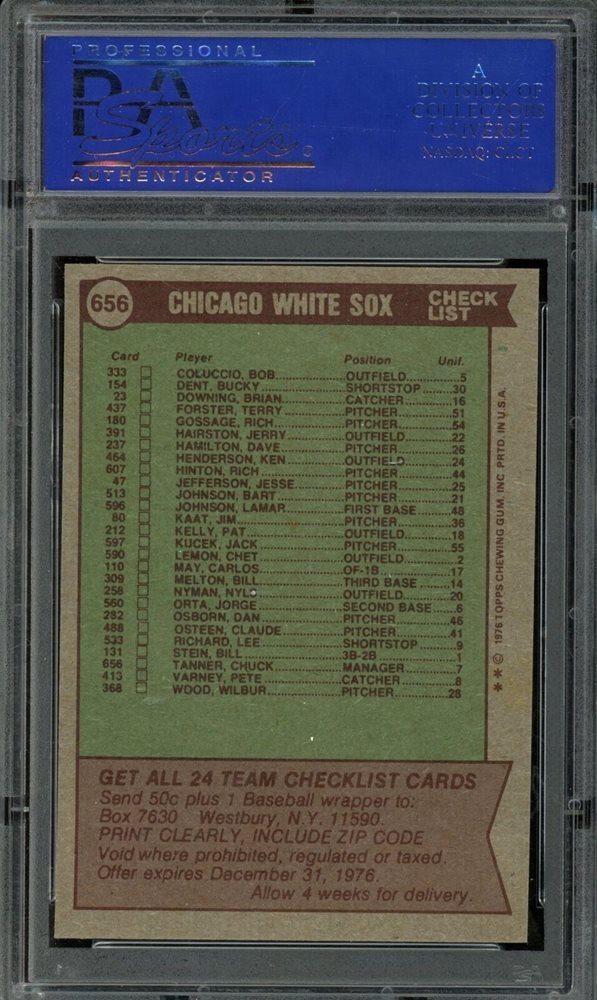 PROFESSIONAL
PSA
Sports
AUTHENTICATOR
A
DIVISION OF
COLLECTORS
UNIVERSE
NASDAQ: CLCT
656 CHICAGO WHITE SOX CHECK LIST
Card Player Position Unif.
333 COLUCCIO, BOB OUTFIELD 5
154 DENT, BUCKY SHORTSTOP 30
23 DOWNING, BRIAN CATCHER 16
437 FORSTER, TERRY PITCHER 51
180 GOSSAGE, RICH PITCHER 54
391 HAIRSTON, JERRY OUTFIELD 22
237 HAMILTON, DAVE PITCHER 26
464 HENDERSON, KEN OUTFIELD 24
607 HINTON, RICH PITCHER 44
47 JEFFERSON, JESSE PITCHER 25
513 JOHNSON, BART PITCHER 21
596 JOHNSON, LAMAR FIRST BASE 48
80 KAAT, JIM PITCHER 36
212 KELLY, PAT OUTFIELD 18
597 KUCEK, JACK PITCHER 55
590 LEMON, CHET OUTFIELD 2
110 MAY, CARLOS OF-1B 17
309 MELTON, BILL THIRD BASE 14
258 NYMAN, NYLS OUTFIELD 20
560 ORTA, JORGE SECOND BASE 6
282 OSBORN, DAN PITCHER 46
488 OSTEEN, CLAUDE PITCHER 41
533 RICHARD, LEE SHORTSTOP 9
131 STEIN, BILL 3B-2B 1
656 TANNER, CHUCK MANAGER 7
413 VARNEY, PETE CATCHER 8
368 WOOD, WILBUR PITCHER 28
* * © 1976 TOPPS CHEWING GUM, INC. PRTD. IN U.S.A.
GET ALL 24 TEAM CHECKLIST CARDS
Send 50c plus 1 Baseball wrapper to:
Box 7630 Westbury, N.Y. 11590.
PRINT CLEARLY, INCLUDE ZIP CODE
Void where prohibited, regulated or taxed.
Offer expires December 31, 1976.
Allow 4 weeks for delivery.